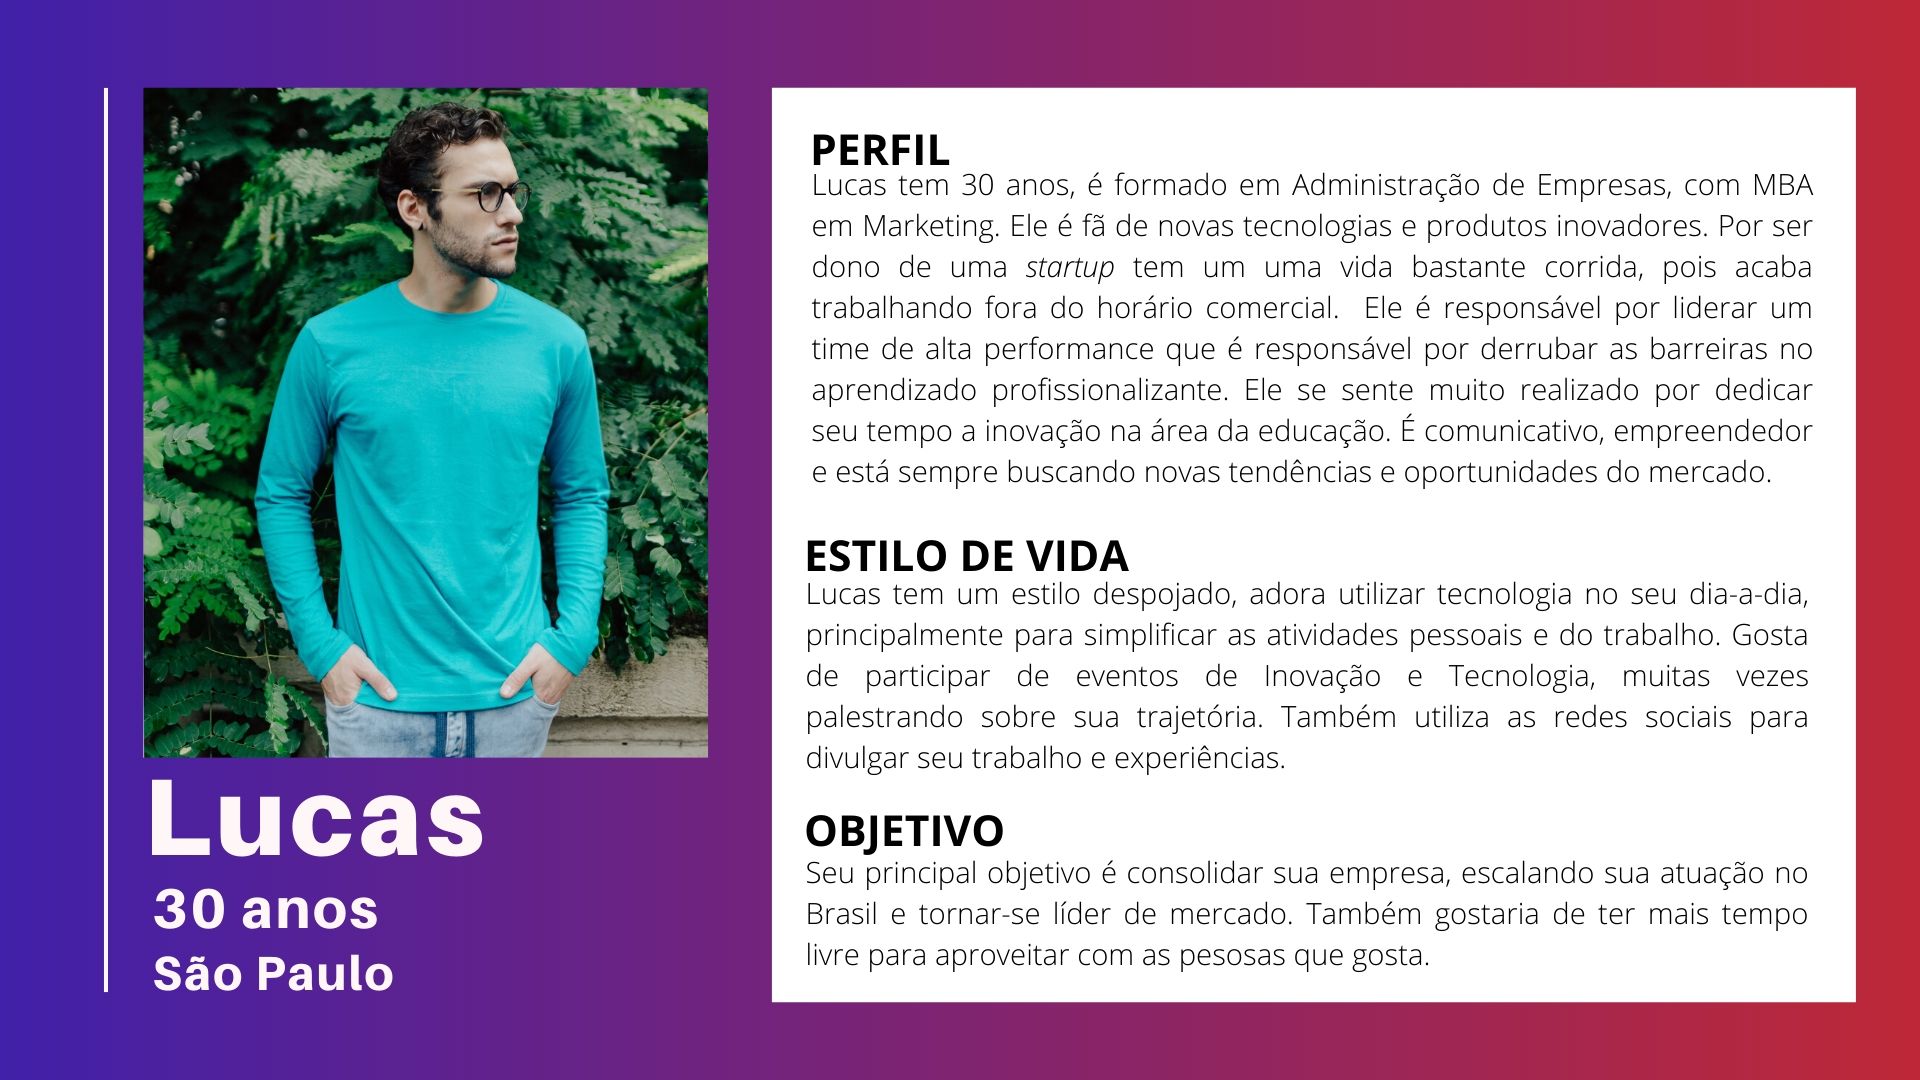 Lucas
30 anos
São Paulo
PERFIL
Lucas tem 30 anos, é formado em Administração de Empresas, com MBA
em Marketing. Ele é fã de novas tecnologias e produtos inovadores. Por ser
dono de uma startup tem um uma vida bastante corrida, pois acaba
trabalhando fora do horário comercial. Ele é responsável por liderar um
time de alta performance que é responsável por derrubar as barreiras no
aprendizado profissionalizante. Ele se sente muito realizado por dedicar
seu tempo a inovação na área da educação. É comunicativo, empreendedor
e está sempre buscando novas tendências e oportunidades do mercado.
ESTILO DE VIDA
Lucas tem um estilo despojado, adora utilizar tecnologia no seu dia-a-dia,
principalmente para simplificar as atividades pessoais e do trabalho. Gosta
de participar de eventos de Inovação e Tecnologia, muitas vezes
palestrando sobre sua trajetória. Também utiliza as redes sociais para
divulgar seu trabalho e experiências.
OBJETIVO
Seu principal objetivo é consolidar sua empresa, escalando sua atuação no
Brasil e tornar-se líder de mercado. Também gostaria de ter mais tempo
livre para aproveitar com as pesosas que gosta.